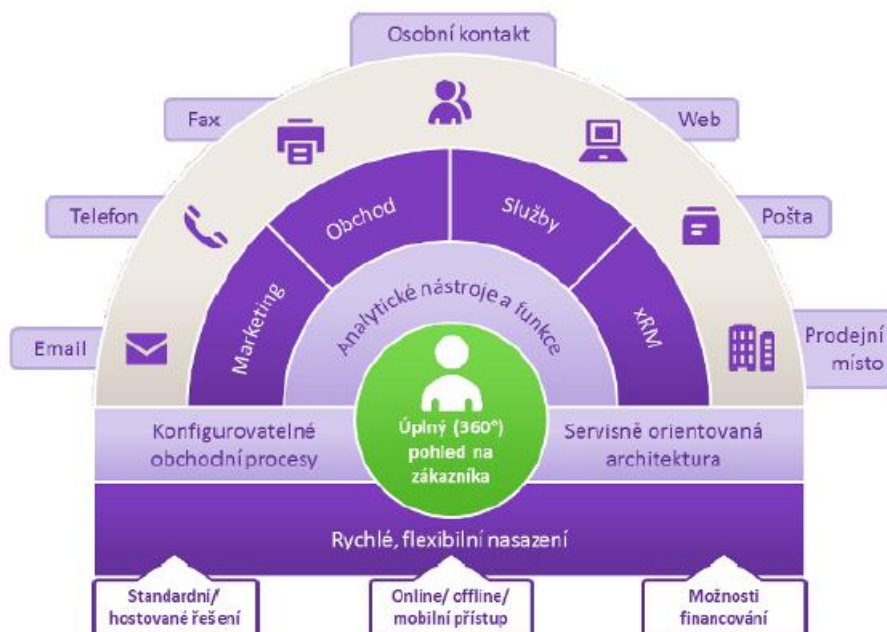 Osobní kontakt
Fax
Web
Telefon
Pošta
Email
Prodejní
místo
Marketing
Obchod
Služby
xRM
Analytické nástroje a funkce
Úplný (360°)
pohled na
zákazníka
Konfigurovatelné
obchodní procesy
Servisně orientovaná
architektura
Rychlé, flexibilní nasazení
Standardní/
hostované řešení
Online/ offline/
mobilní přístup
Možnosti
financování